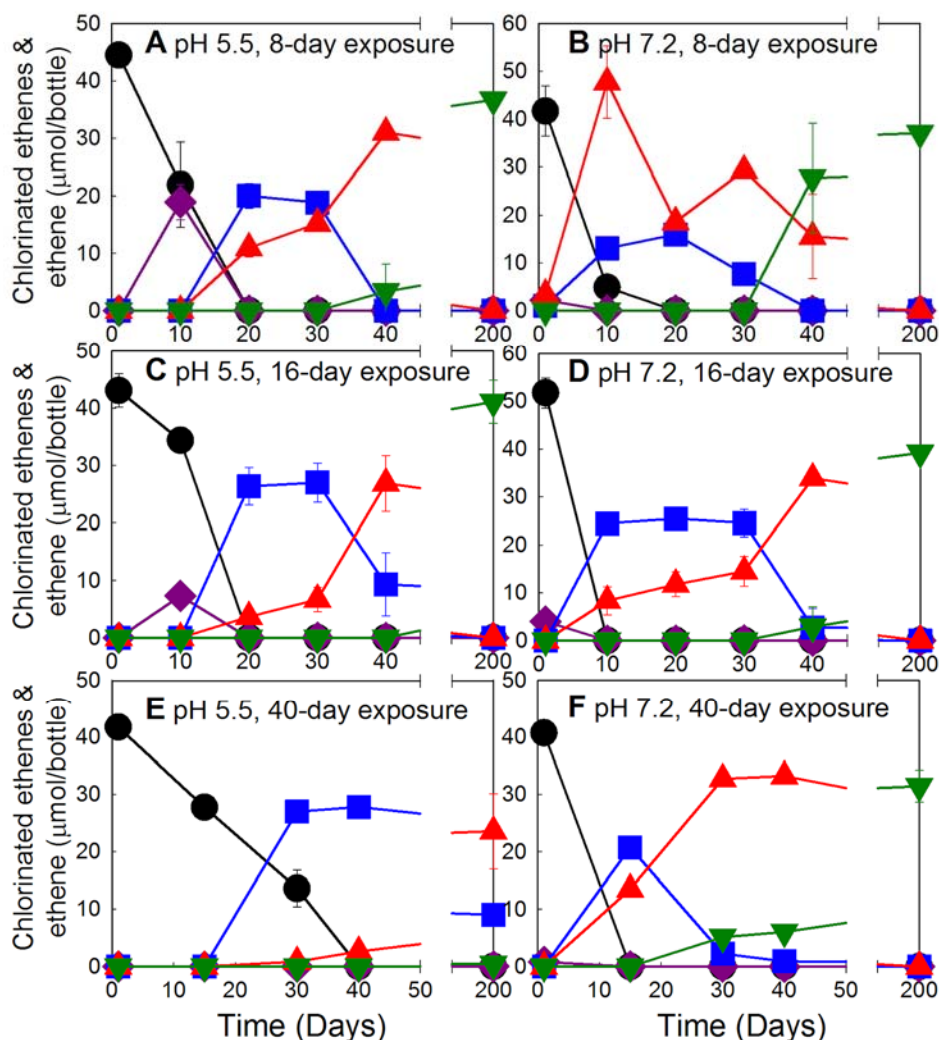 Chlorinated ethenes &
ethene (μmol/bottle)
50
40
30
20
10
0
A pH 5.5, 8-day exposure
0 10 20 30 40 200
60
50
40
30
20
10
0
B pH 7.2, 8-day exposure
0 10 20 30 40 200
Chlorinated ethenes &
ethene (μmol/bottle)
50
40
30
20
10
0
C pH 5.5, 16-day exposure
0 10 20 30 40 200
60
50
40
30
20
10
0
D pH 7.2, 16-day exposure
0 10 20 30 40 200
Chlorinated ethenes &
ethene (μmol/bottle)
50
40
30
20
10
0
E pH 5.5, 40-day exposure
0 10 20 30 40 50 200
Time (Days)
50
40
30
20
10
0
F pH 7.2, 40-day exposure
0 10 20 30 40 50 200
Time (Days)